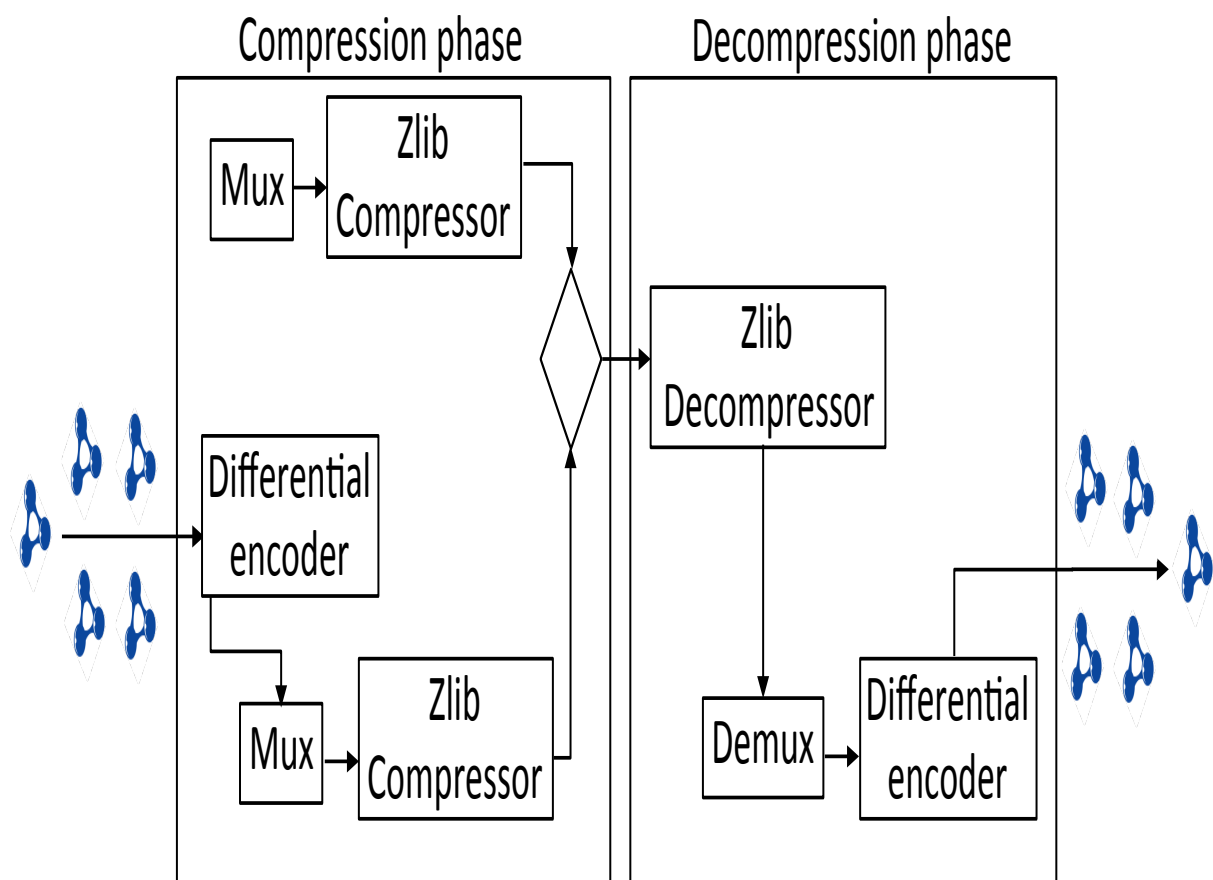 Compression phase
Decompression phase
Mux
Zlib
Compressor
Zlib
Decompressor
Differential
encoder
Mux
Zlib
Compressor
Demux
Differential
encoder